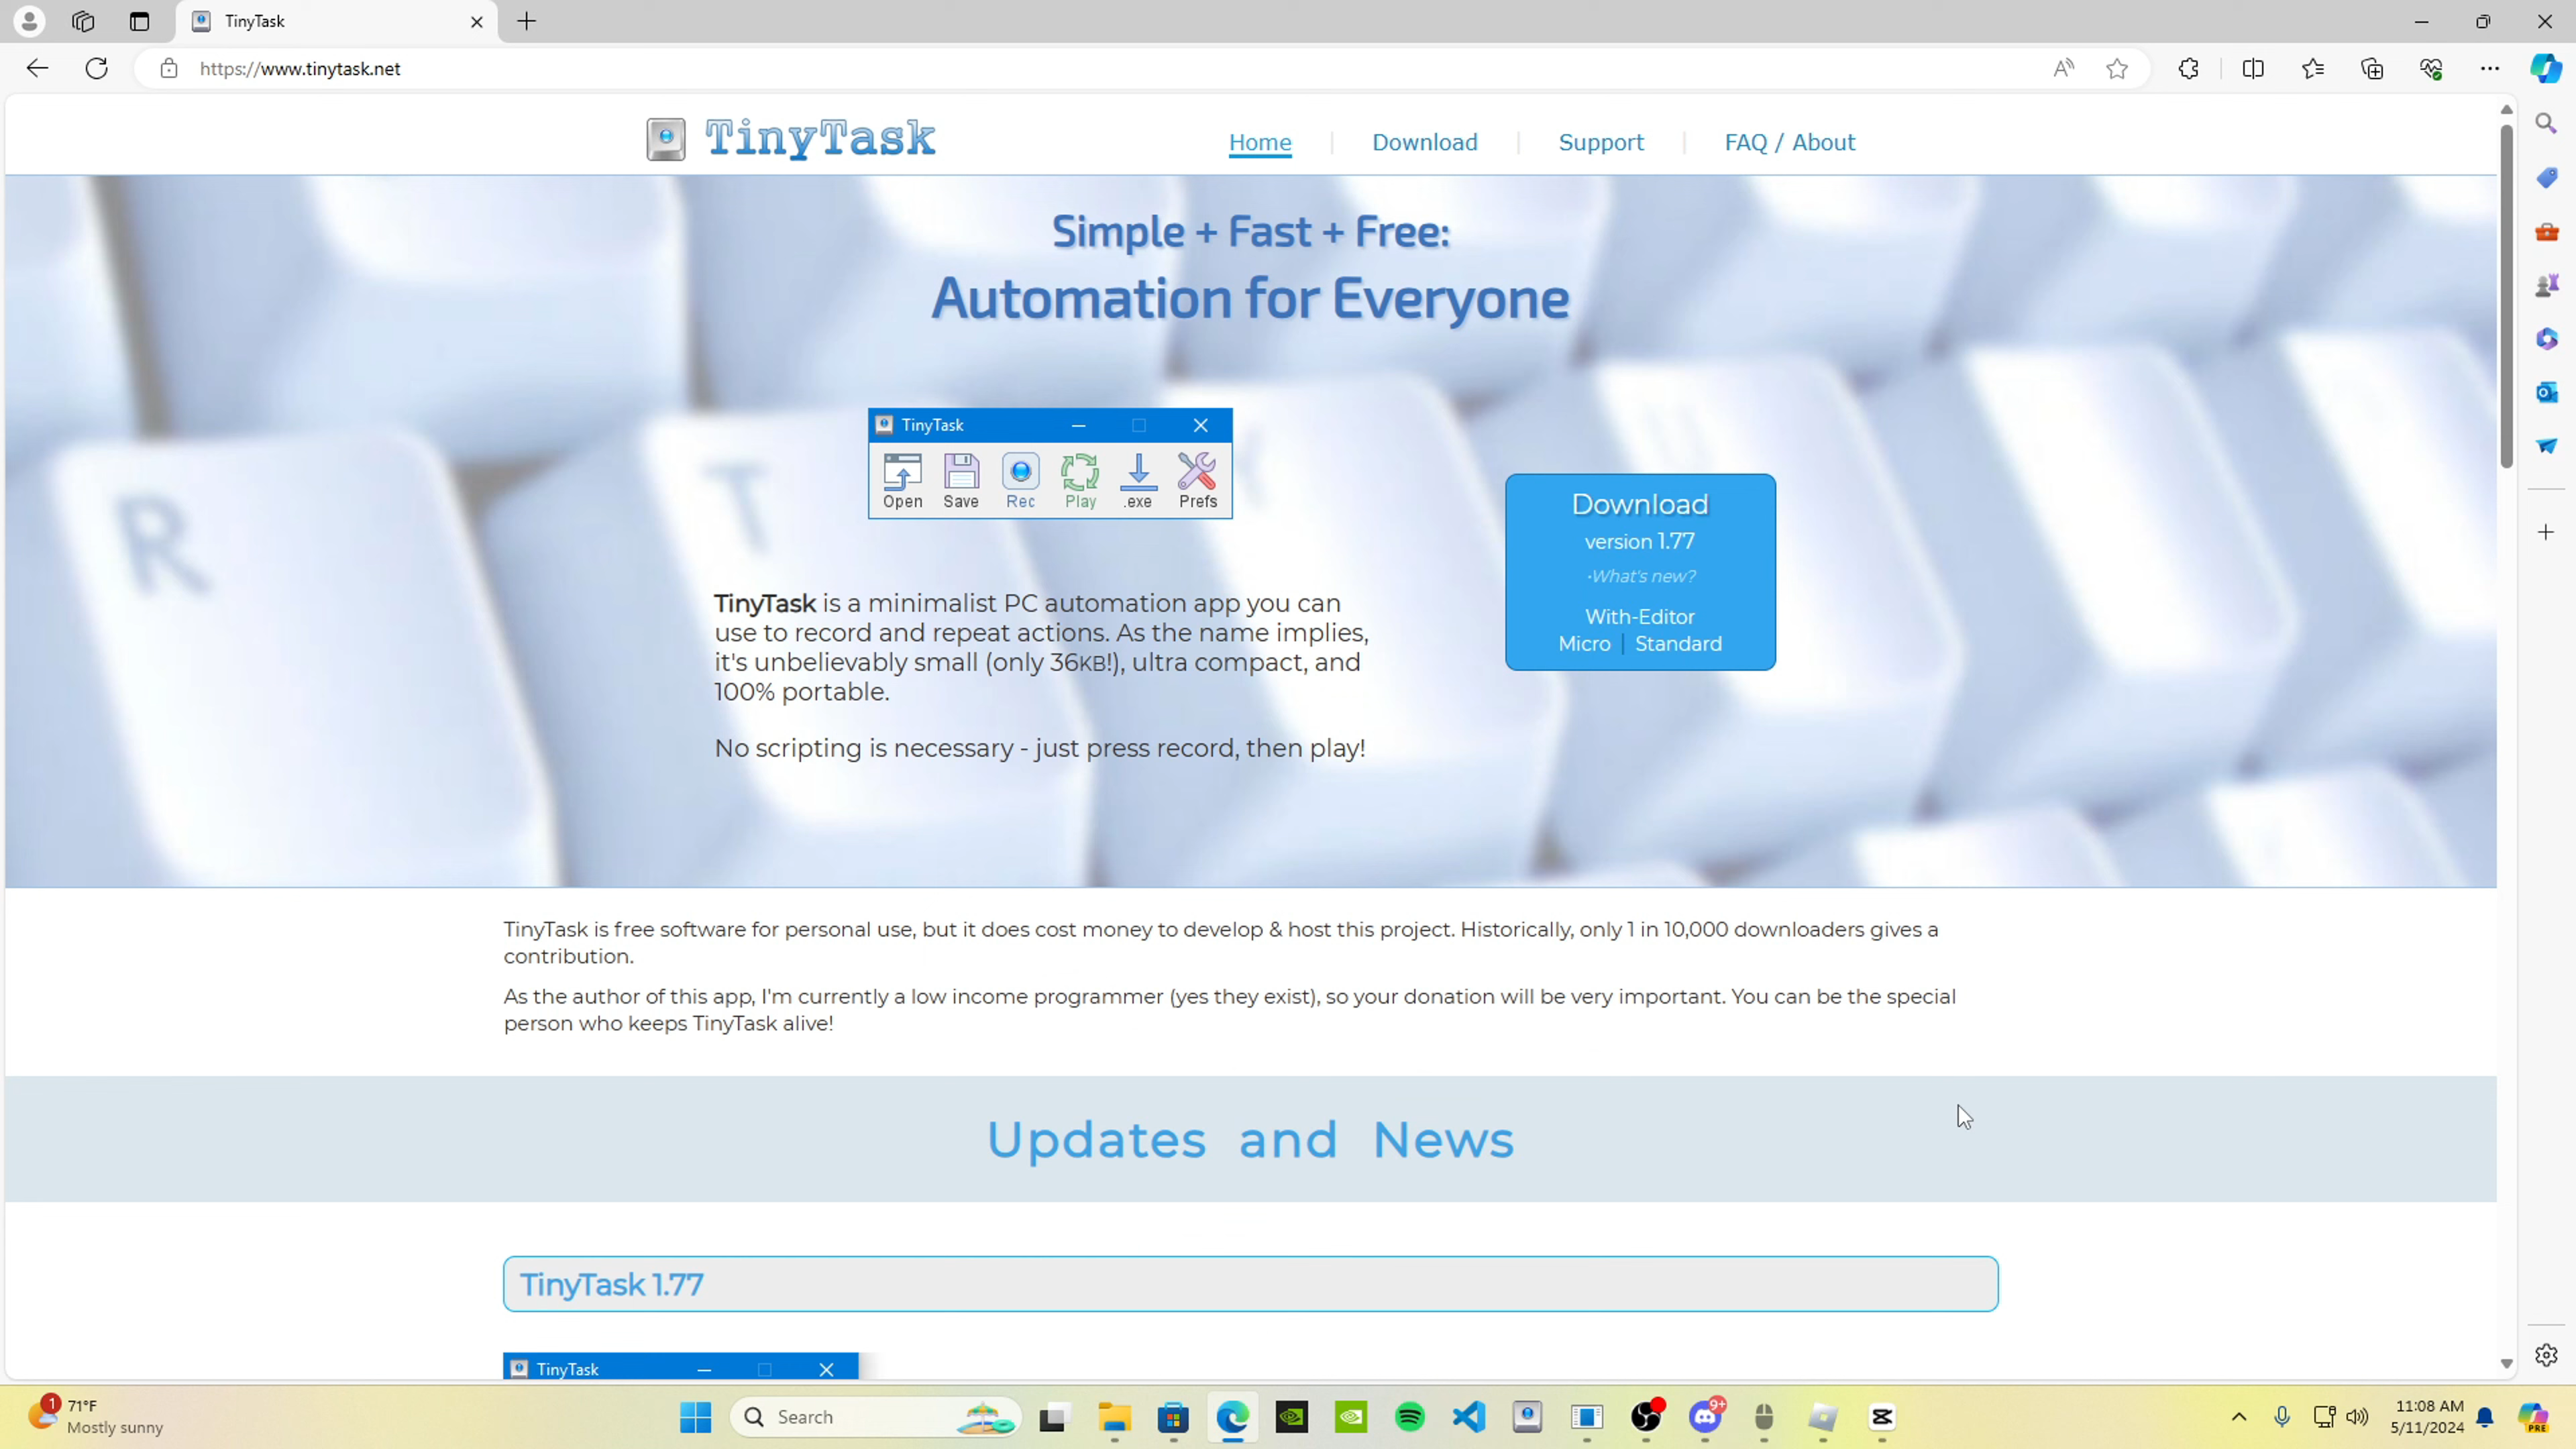 TinyTask
https://www.tinytask.net
TinyTask
Home
Download
Support
FAQ / About
Simple + Fast + Free:
Automation for Everyone
TinyTask
Open
Save
Rec
Play
.exe
Prefs
Download
version 1.77
•What's new?
With-Editor
Micro | Standard
TinyTask is a minimalist PC automation app you can
use to record and repeat actions. As the name implies,
it's unbelievably small (only 36KB!), ultra compact, and
100% portable.
No scripting is necessary - just press record, then play!
TinyTask is free software for personal use, but it does cost money to develop & host this project. Historically, only 1 in 10,000 downloaders gives a
contribution.
As the author of this app, I'm currently a low income programmer (yes they exist), so your donation will be very important. You can be the special
person who keeps TinyTask alive!
Updates and News
TinyTask 1.77
TinyTask
1
71°F
Mostly sunny
Search
9+
11:08 AM
5/11/2024
PRE
R
T